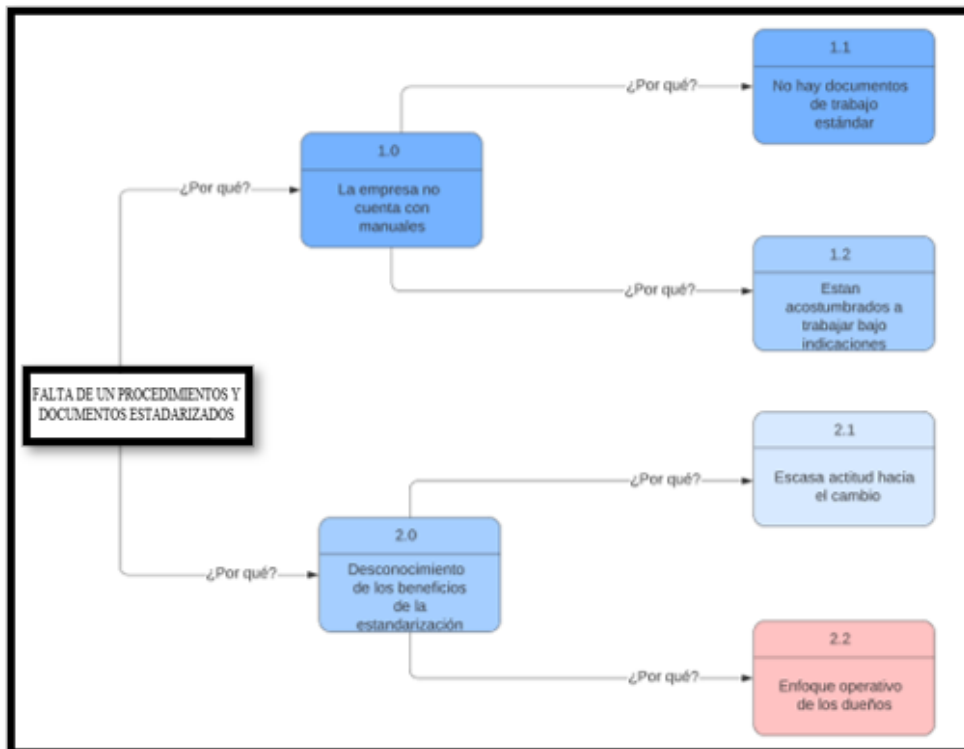 1.1
¿Por qué?
No hay documentos
de trabajo
estándar
1.0
¿Por qué?
La empresa no
cuenta con
manuales
1.2
¿Por qué?
Estan
acostumbrados a
trabajar bajo
indicaciones
FALTA DE UN PROCEDIMIENTOS Y
DOCUMENTOS ESTADARIZADOS
2.1
¿Por qué?
Escasa actitud hacia
el cambio
2.0
¿Por qué?
Desconocimiento
de los beneficios
de la
estandarización
2.2
¿Por qué?
Enfoque operativo
de los dueños